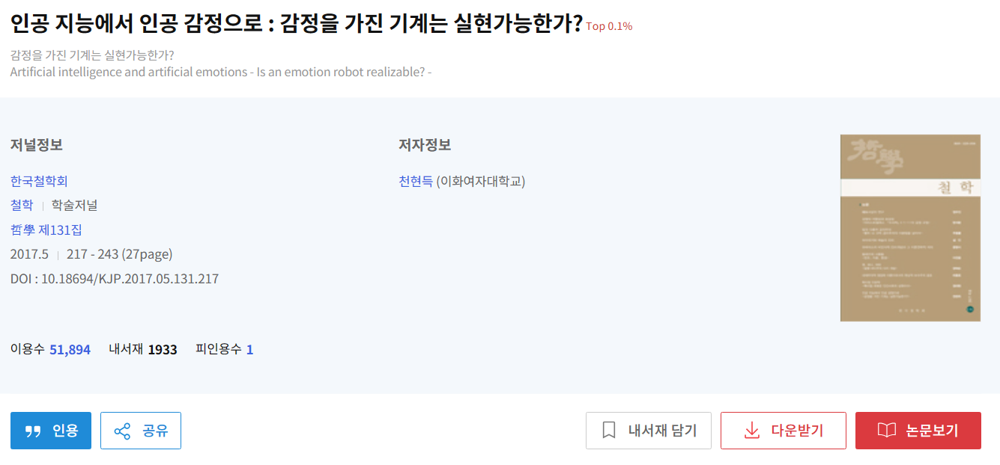 인공 지능에서 인공 감정으로 : 감정을 가진 기계는 실현가능한가? Top 0.1%
감정을 가진 기계는 실현가능한가?
Artificial intelligence and artificial emotions - Is an emotion robot realizable? -
저널정보
한국철학회
철학 | 학술저널
哲學 제131집
2017.5 | 217 - 243 (27page)
DOI : 10.18694/KJP.2017.05.131.217
저자정보
천현득 (이화여자대학교)
哲學
철 학
이용수 51,894 내서재 1933 피인용수 1
인용 공유 내서재 담기 다운받기 논문보기